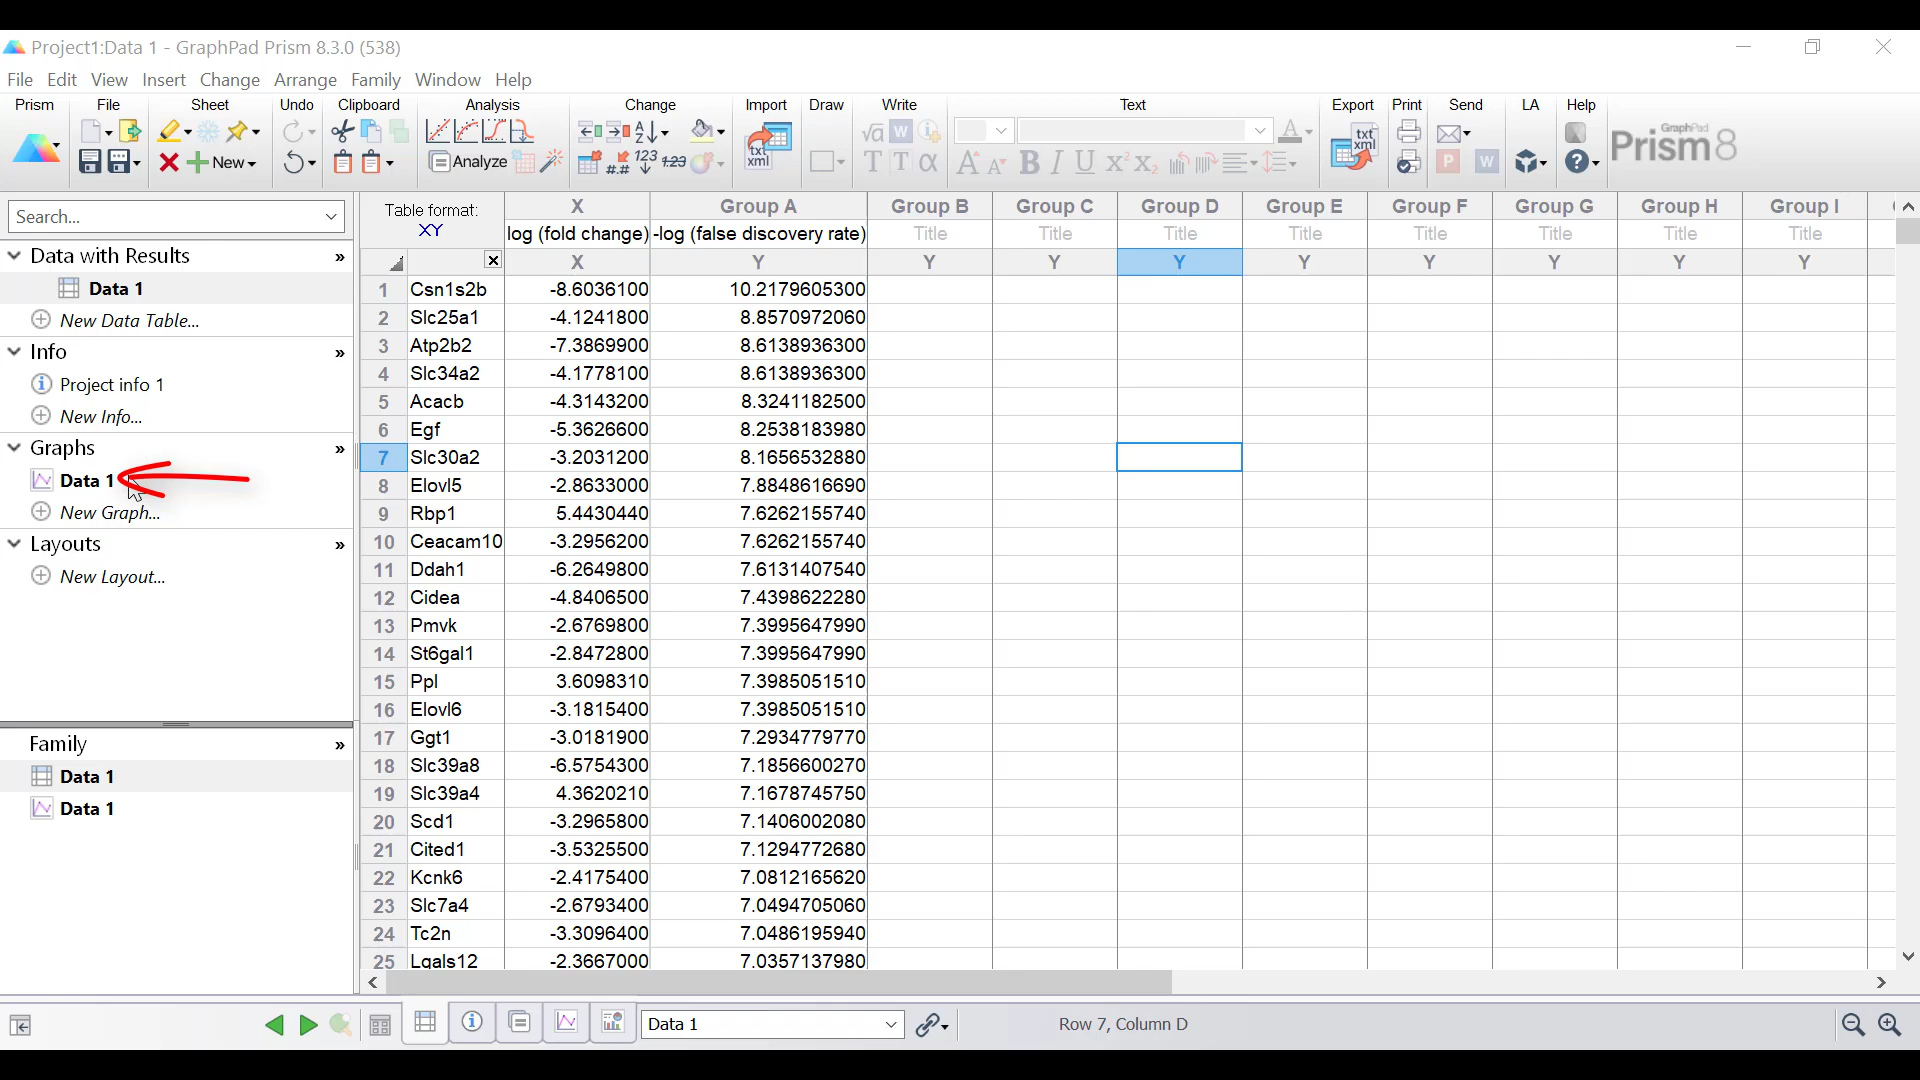 Project1:Data 1 - GraphPad Prism 8.3.0 (538)
File Edit View Insert Change Arrange Family Window Help
Prism File Sheet Undo Clipboard Analysis Change Import Draw Write Text Export Print Send LA Help
New
Analyze
GraphPad
Prism 8
Search...
Data with Results
Data 1
New Data Table...
Info
Project info 1
New Info...
Graphs
Data 1
New Graph...
Layouts
New Layout...
Family
Data 1
Data 1
Table format:
XY
X Group A Group B Group C Group D Group E Group F Group G Group H Group I
log (fold change) -log (false discovery rate) Title Title Title Title Title Title Title Title
X Y Y Y Y Y Y Y Y Y
1 Csn1s2b -8.6036100 10.2179605300
2 Slc25a1 -4.1241800 8.8570972060
3 Atp2b2 -7.3869900 8.6138936300
4 Slc34a2 -4.1778100 8.6138936300
5 Acacb -4.3143200 8.3241182500
6 Egf -5.3626600 8.2538183980
7 Slc30a2 -3.2031200 8.1656532880
8 Elovl5 -2.8633000 7.8848616690
9 Rbp1 5.4430440 7.6262155740
10 Ceacam10 -3.2956200 7.6262155740
11 Ddah1 -6.2649800 7.6131407540
12 Cidea -4.8406500 7.4398622280
13 Pmvk -2.6769800 7.3995647990
14 St6gal1 -2.8472800 7.3995647990
15 Ppl 3.6098310 7.3985051510
16 Elovl6 -3.1815400 7.3985051510
17 Ggt1 -3.0181900 7.2934779770
18 Slc39a8 -6.5754300 7.1856600270
19 Slc39a4 4.3620210 7.1678745750
20 Scd1 -3.2965800 7.1406002080
21 Cited1 -3.5325500 7.1294772680
22 Kcnk6 -2.4175400 7.0812165620
23 Slc7a4 -2.6793400 7.0494705060
24 Tc2n -3.3096400 7.0486195940
25 Lgals12 -2.3667000 7.0357137980
Data 1
Row 7, Column D